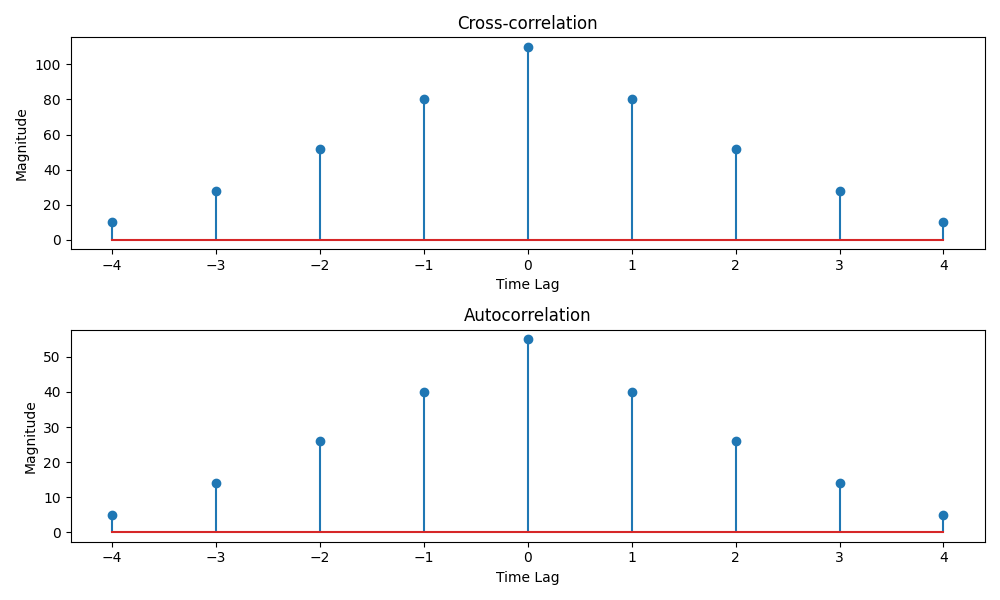 Cross-correlation
Magnitude
100
80
60
40
20
0
−4 −3 −2 −1 0 1 2 3 4
Time Lag
Autocorrelation
Magnitude
50
40
30
20
10
0
−4 −3 −2 −1 0 1 2 3 4
Time Lag